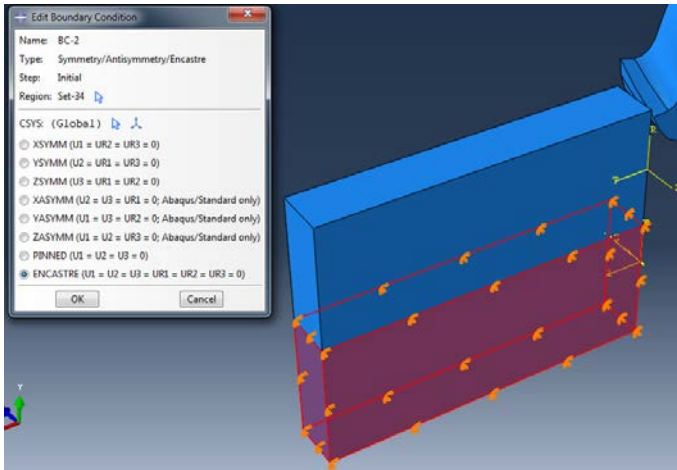 Edit Boundary Condition
Name: BC-2
Type: Symmetry/Antisymmetry/Encastre
Step: Initial
Region: Set-34
CSYS: (Global)
XSYMM (U1 = UR2 = UR3 = 0)
YSYMM (U2 = UR1 = UR3 = 0)
ZSYMM (U3 = UR1 = UR2 = 0)
XASYMM (U2 = U3 = UR1 = 0; Abaqus/Standard only)
YASYMM (U1 = U3 = UR2 = 0; Abaqus/Standard only)
ZASYMM (U1 = U2 = UR3 = 0; Abaqus/Standard only)
PINNED (U1 = U2 = U3 = 0)
ENCASTRE (U1 = U2 = U3 = UR1 = UR2 = UR3 = 0)
OK
Cancel
Y